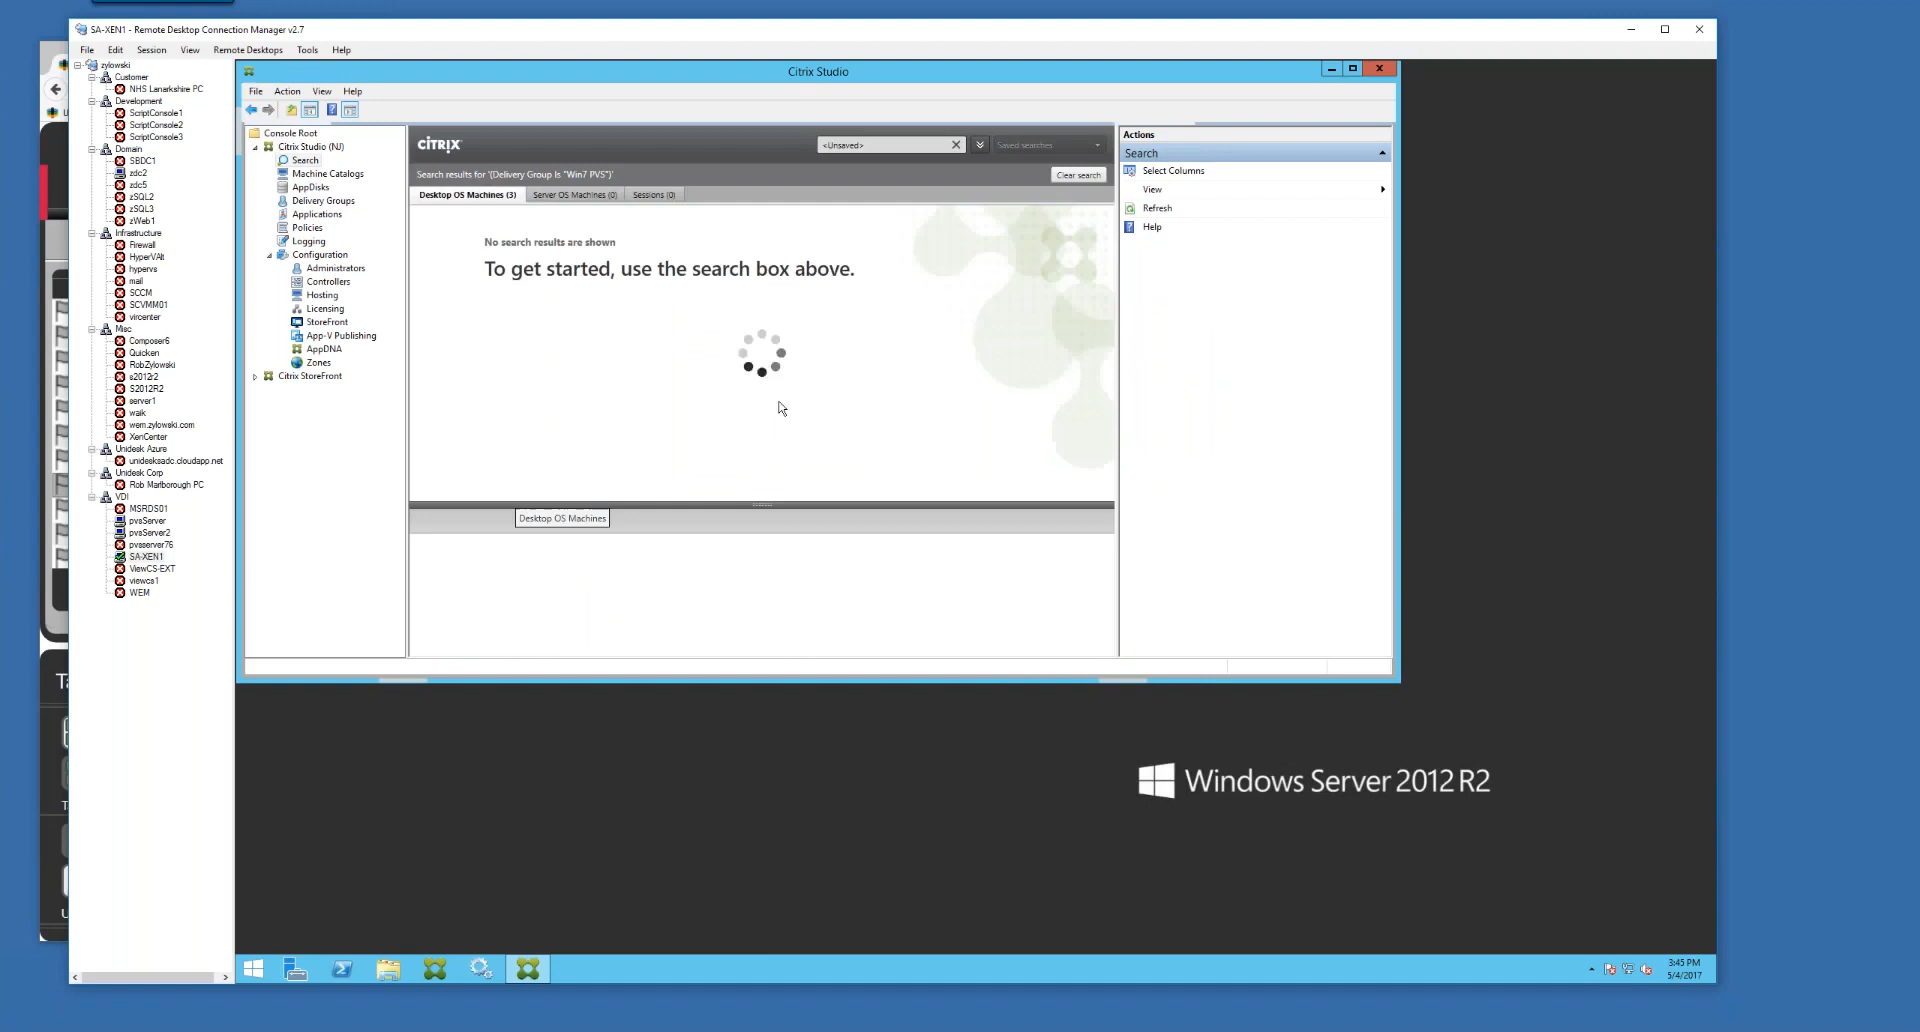 SA-XEN1 - Remote Desktop Connection Manager v2.7
File Edit Session View Remote Desktops Tools Help
zylowski
Customer
NHS Lanarkshire PC
Development
ScriptConsole1
ScriptConsole2
ScriptConsole3
Domain
SBDC1
zdc2
zdc5
zSQL2
zSQL3
zWeb1
Infrastructure
Firewall
HyperVAlt
hypervs
mail
SCCM
SCVMM01
vircenter
Misc
Composer6
Quicken
RobZylowski
s2012r2
S2012R2
server1
waik
wem.zylowski.com
XenCenter
Unidesk Azure
unidesksadc.cloudapp.net
Unidesk Corp
Rob Marlborough PC
VDI
MSRDS01
pvsServer
pvsServer2
pvsserver76
SA-XEN1
ViewCS-EXT
viewcs1
WEM
Citrix Studio
File Action View Help
Console Root
Citrix Studio (NJ)
Search
Machine Catalogs
AppDisks
Delivery Groups
Applications
Policies
Logging
Configuration
Administrators
Controllers
Hosting
Licensing
StoreFront
App-V Publishing
AppDNA
Zones
Citrix StoreFront
CİTRIX
<Unsaved>
Saved searches
Search results for '(Delivery Group Is "Win7 PVS")'
Clear search
Desktop OS Machines (3) Server OS Machines (0) Sessions (0)
No search results are shown
To get started, use the search box above.
Desktop OS Machines
Actions
Search
Select Columns
View
Refresh
Help
Windows Server 2012 R2
3:45 PM
5/4/2017